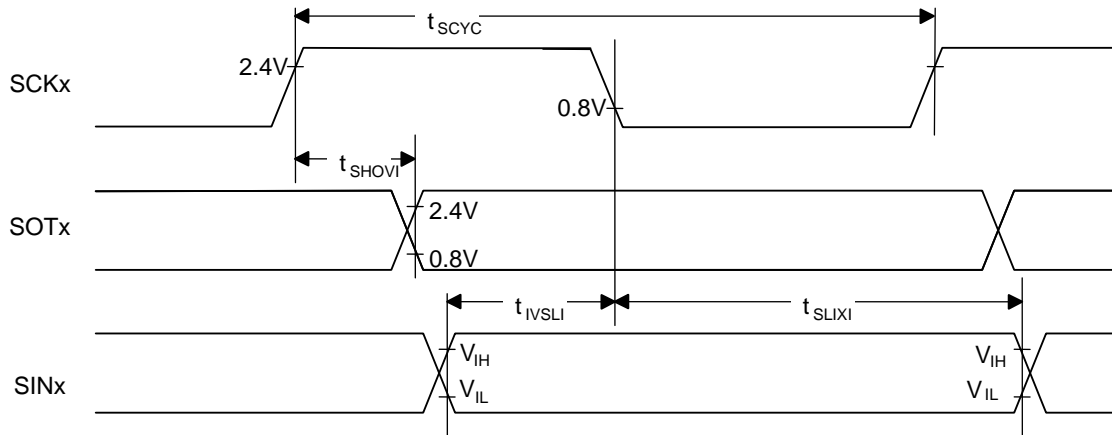 tSCYC
SCKx
2.4V
0.8V
tSHOVI
SOTx
2.4V
0.8V
tIVSLI
tSLIXI
SINx
VIH
VIH
VIL
VIL